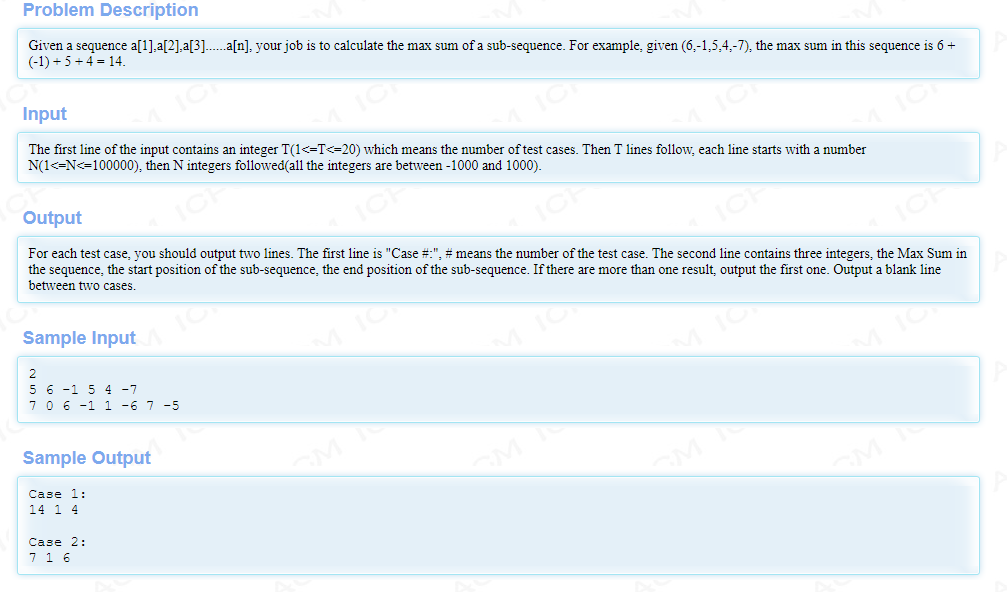 Problem Description
Given a sequence a[1],a[2],a[3]......a[n], your job is to calculate the max sum of a sub-sequence. For example, given (6,-1,5,4,-7), the max sum in this sequence is 6 +
(-1) + 5 + 4 = 14.
Input
The first line of the input contains an integer T(1<=T<=20) which means the number of test cases. Then T lines follow, each line starts with a number
N(1<=N<=100000), then N integers followed(all the integers are between -1000 and 1000).
Output
For each test case, you should output two lines. The first line is "Case #:", # means the number of the test case. The second line contains three integers, the Max Sum in
the sequence, the start position of the sub-sequence, the end position of the sub-sequence. If there are more than one result, output the first one. Output a blank line
between two cases.
Sample Input
2
5 6 -1 5 4 -7
7 0 6 -1 1 -6 7 -5
Sample Output
Case 1:
14 1 4
Case 2:
7 1 6